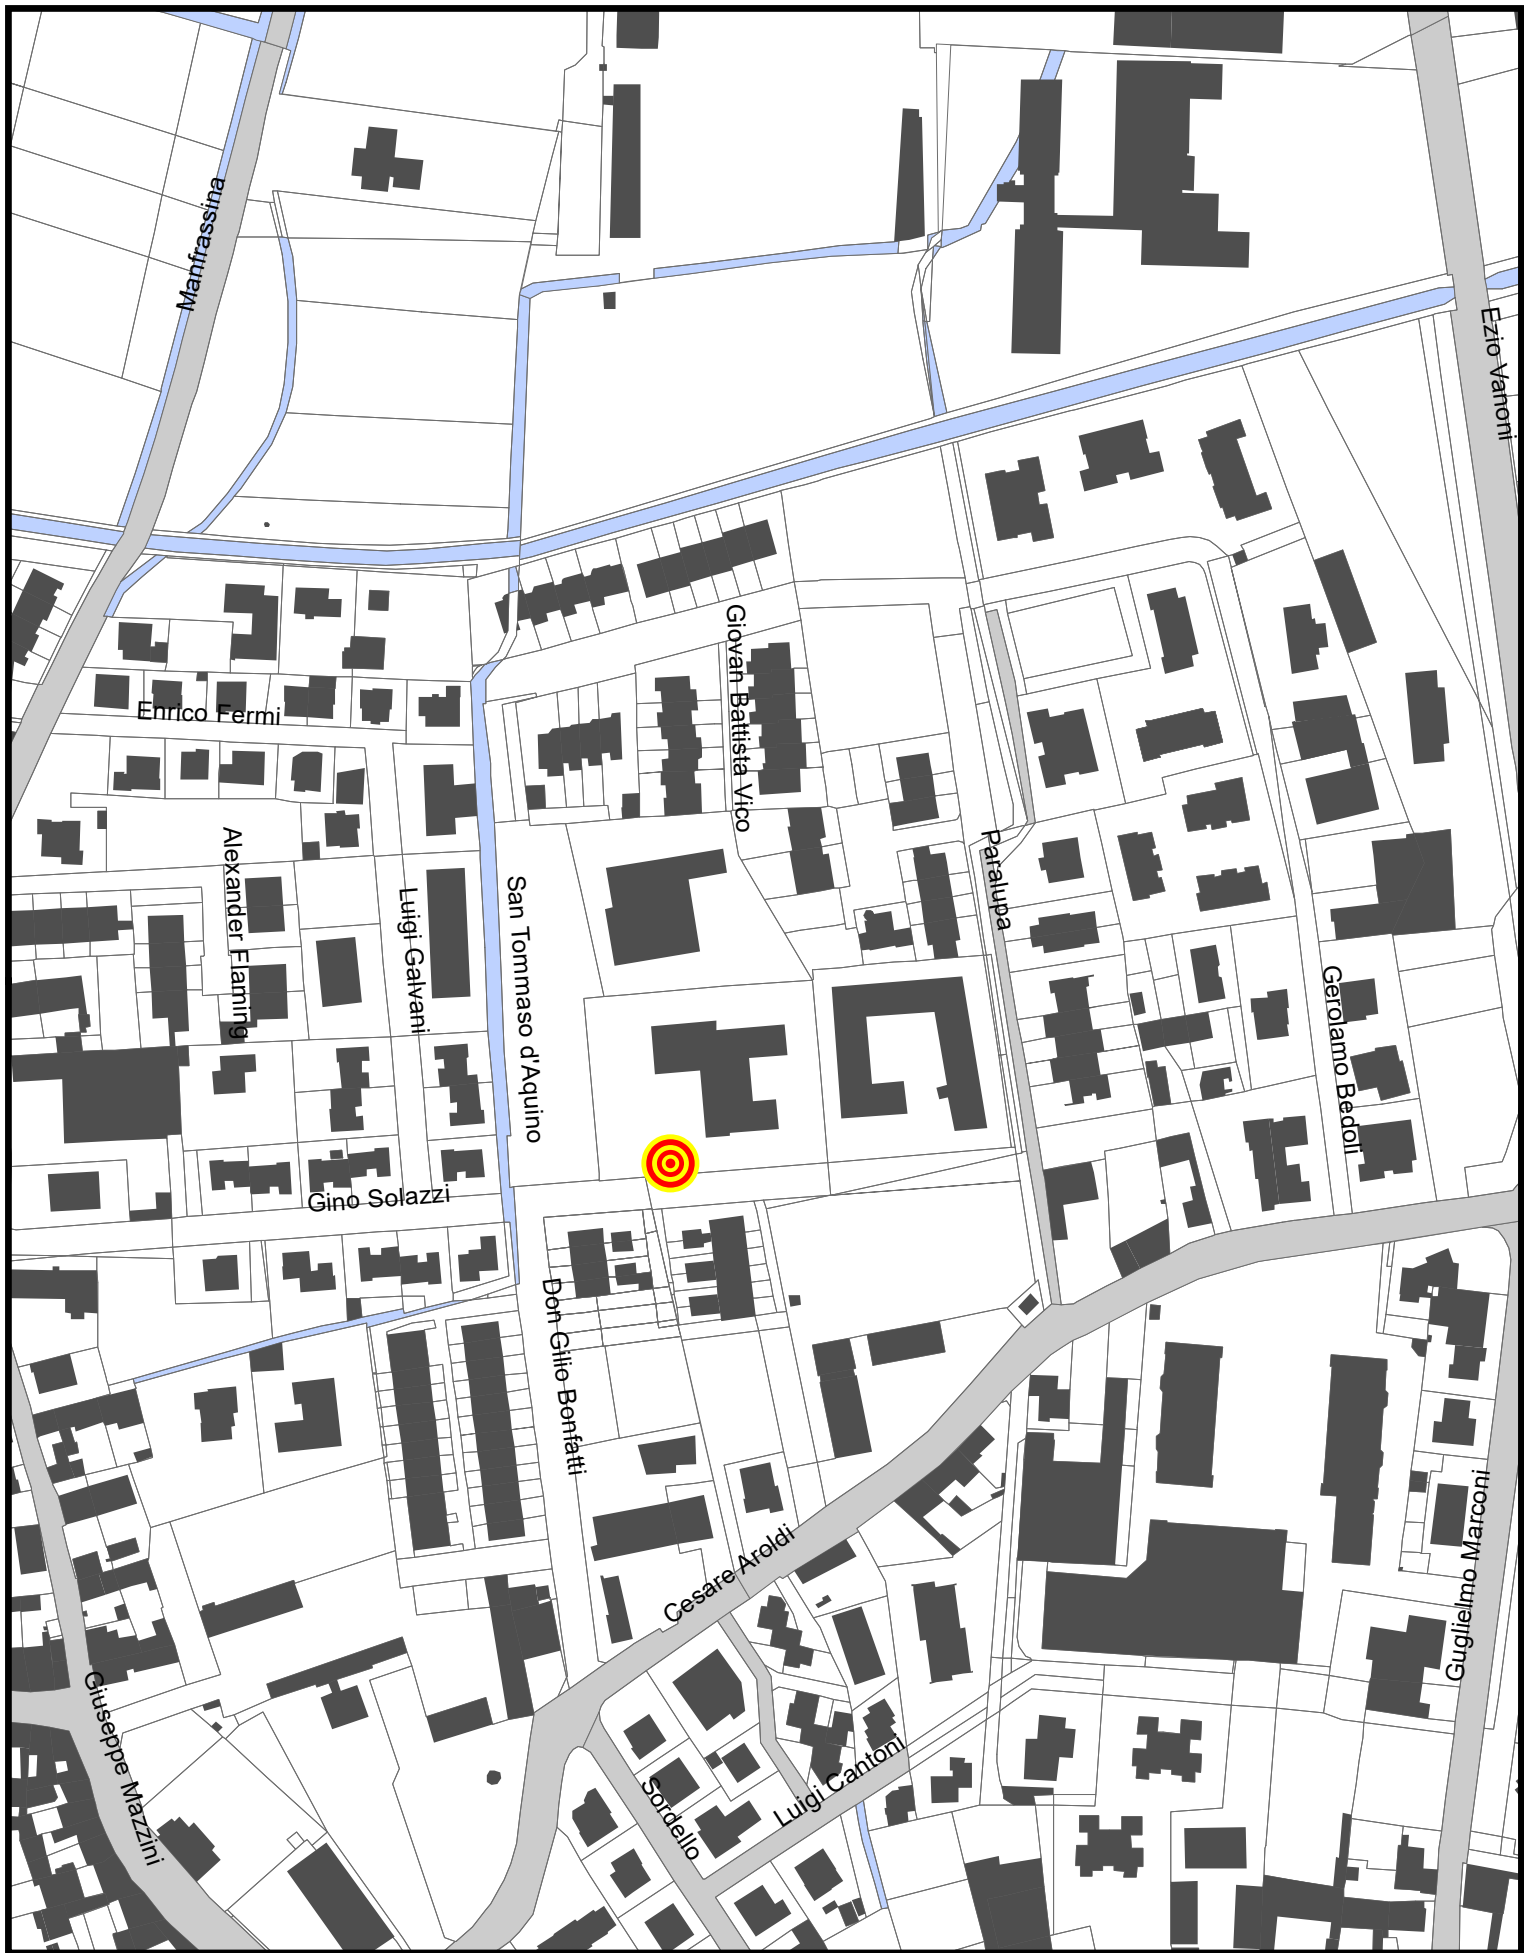 Manfrassina
Ezio Vanoni
Giovan Battista Vico
Enrico Fermi
Alexander Flaming
Luigi Galvani
San Tommaso d'Aquino
Paralupa
Gerolamo Bedoli
Gino Solazzi
Don Gilio Bonfatti
Cesare Aroldi
Guglielmo Marconi
Giuseppe Mazzini
Sordello
Luigi Cantoni